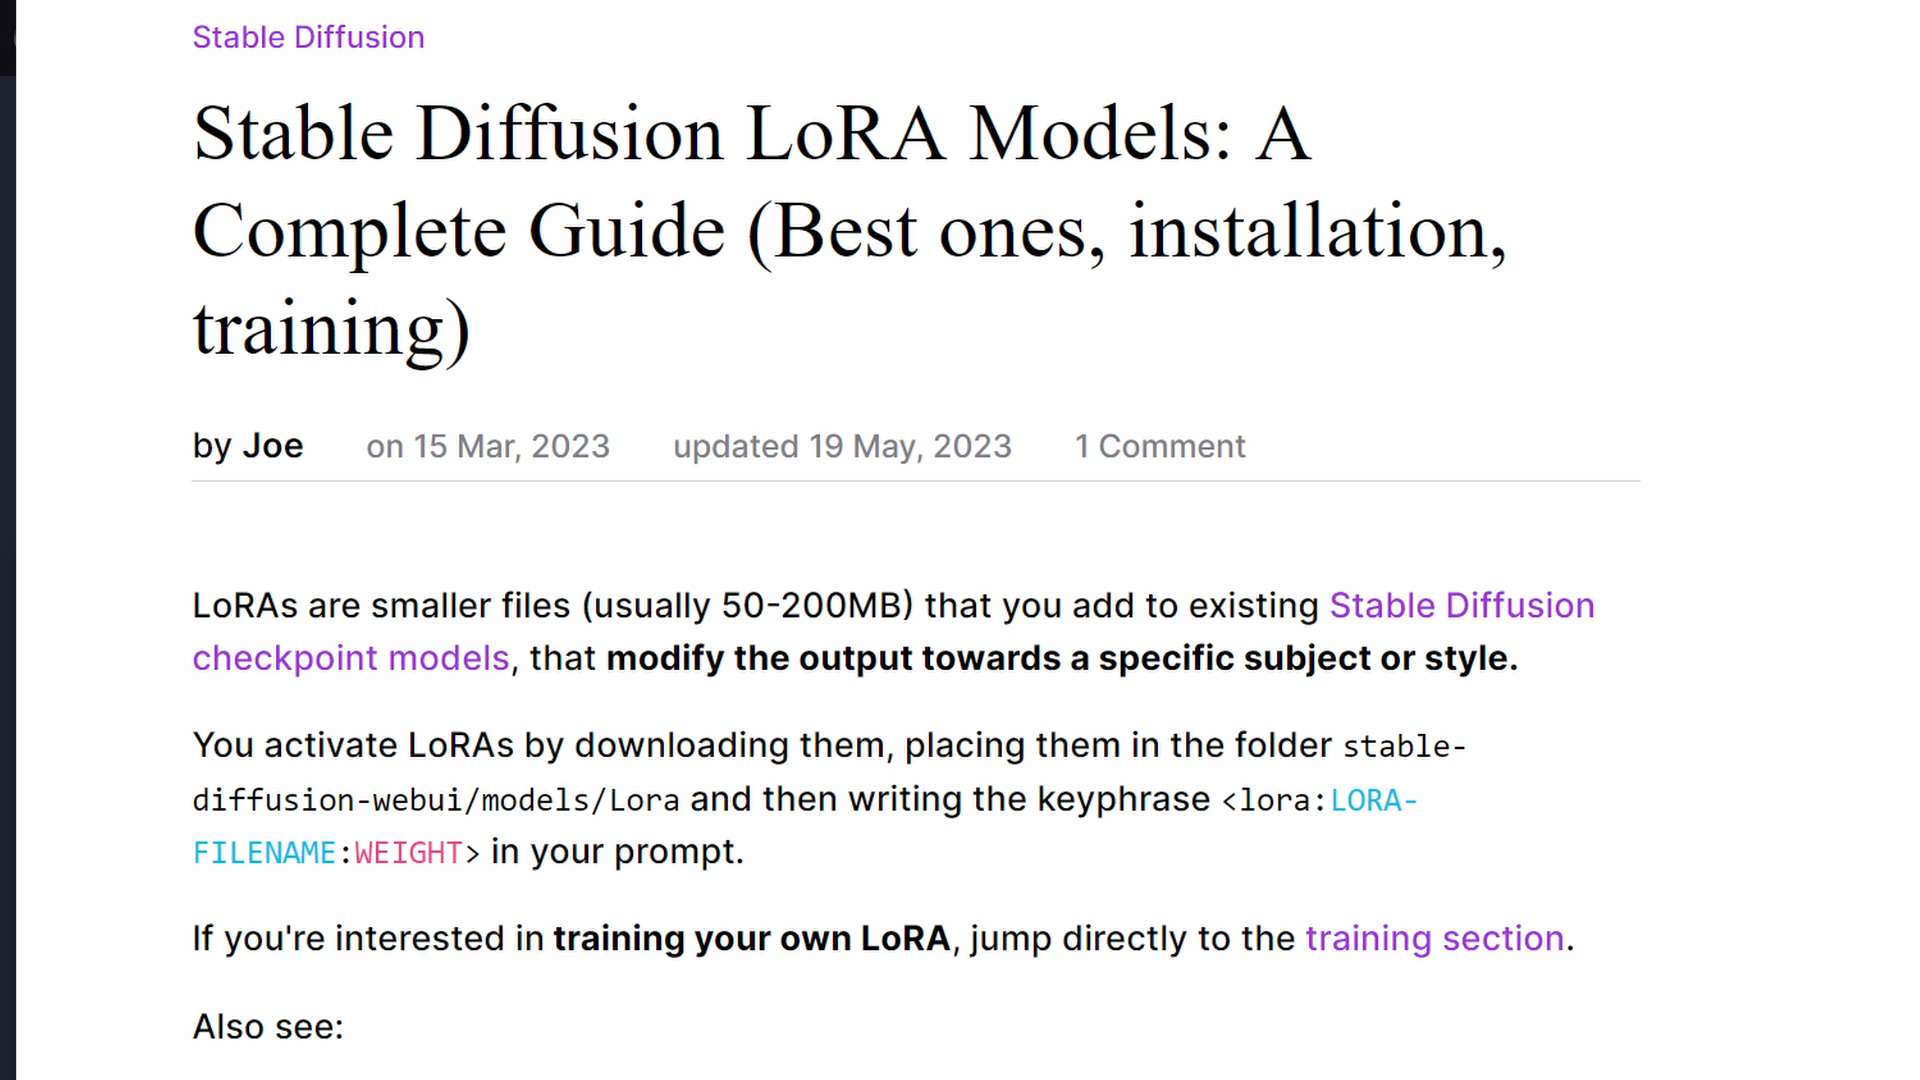 Stable Diffusion
Stable Diffusion LoRA Models: A
Complete Guide (Best ones, installation,
training)
by Joe on 15 Mar, 2023 updated 19 May, 2023 1 Comment
LoRAs are smaller files (usually 50-200MB) that you add to existing Stable Diffusion
checkpoint models, that modify the output towards a specific subject or style.
You activate LoRAs by downloading them, placing them in the folder stable-
diffusion-webui/models/Lora and then writing the keyphrase <lora:LORA-
FILENAME:WEIGHT> in your prompt.
If you're interested in training your own LoRA, jump directly to the training section.
Also see: